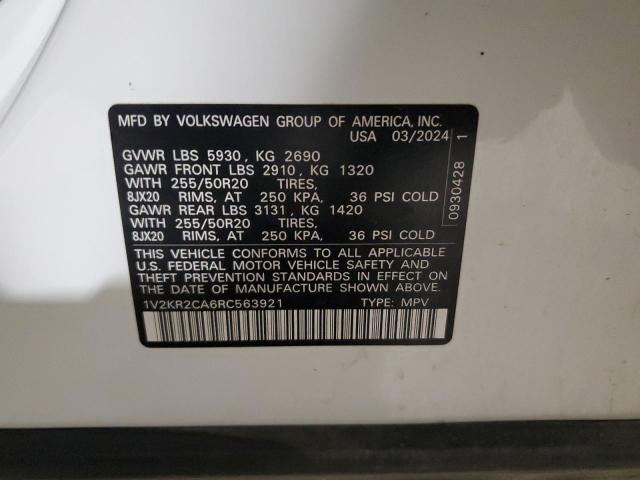 MFD BY VOLKSWAGEN GROUP OF AMERICA, INC.
USA 03/2024
GVWR LBS 5930, KG 2690
GAWR FRONT LBS 2910, KG 1320
WITH 255/50R20 TIRES,
8JX20 RIMS, AT 250 KPA, 36 PSI COLD
GAWR REAR LBS 3131, KG 1420
WITH 255/50R20 TIRES,
8JX20 RIMS, AT 250 KPA, 36 PSI COLD
THIS VEHICLE CONFORMS TO ALL APPLICABLE
U.S. FEDERAL MOTOR VEHICLE SAFETY AND
THEFT PREVENTION STANDARDS IN EFFECT ON
THE DATE OF MANUFACTURE SHOWN ABOVE.
1V2KR2CA6RC563921 TYPE: MPV
0930428 1